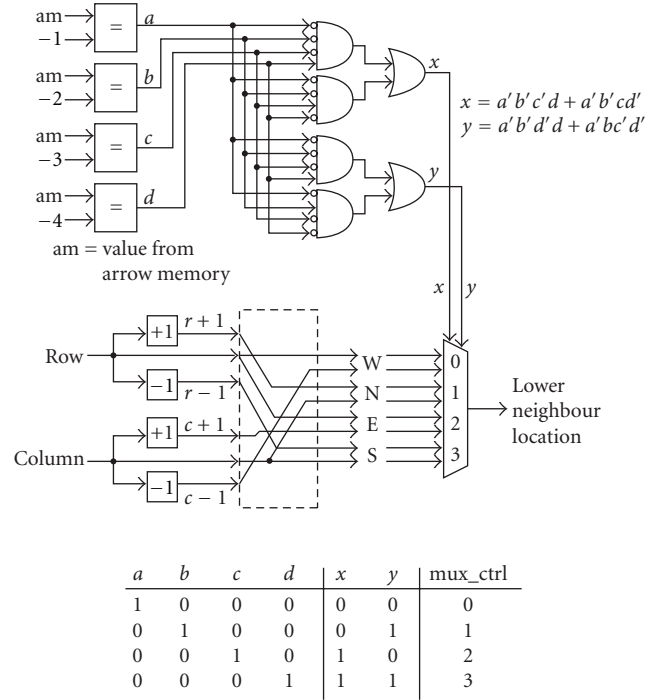 am
−1
=
a
am
−2
=
b
am
−3
=
c
am
−4
=
d
am = value from
arrow memory
x
y
x = a′b′c′d + a′b′cd′
y = a′b′d′d + a′bc′d′
x y
Row
+1 r + 1
−1 r − 1
Column
+1 c + 1
−1 c − 1
W
N
E
S
0
1
2
3
Lower
neighbour
location
a b c d x y mux_ctrl
1 0 0 0 0 0 0
0 1 0 0 0 1 1
0 0 1 0 1 0 2
0 0 0 1 1 1 3